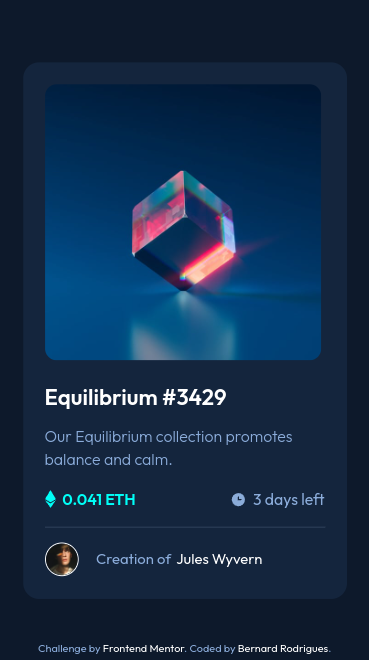 Equilibrium #3429
Our Equilibrium collection promotes
balance and calm.
0.041 ETH
3 days left
Creation of Jules Wyvern
Challenge by Frontend Mentor. Coded by Bernard Rodrigues.